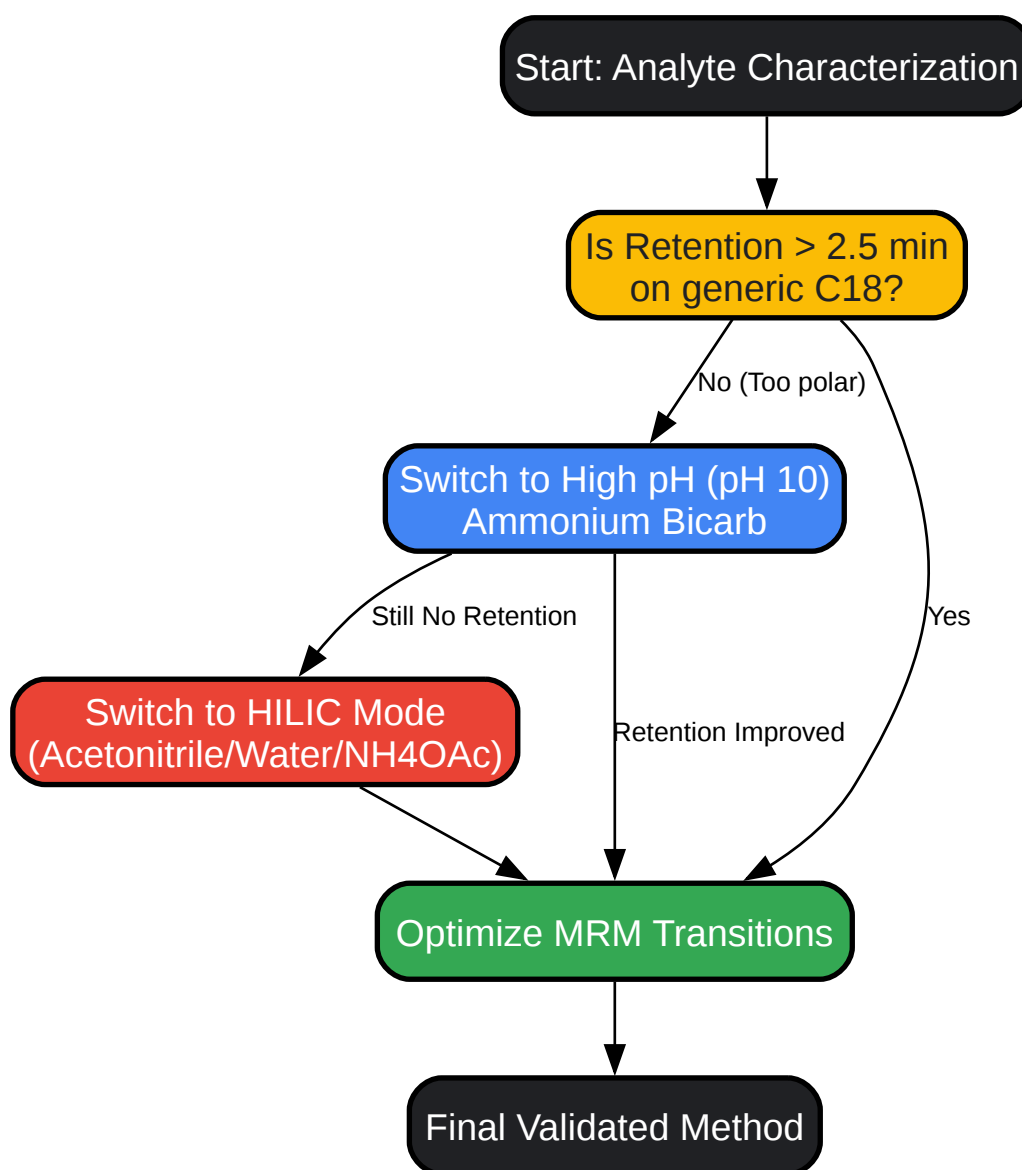 Start: Analyte Characterization
Is Retention > 2.5 min
on generic C18?
No (Too polar)
Switch to High pH (pH 10)
Ammonium Bicarb
Still No Retention
Yes
Switch to HILIC Mode
(Acetonitrile/Water/NH4OAc)
Retention Improved
Optimize MRM Transitions
Final Validated Method